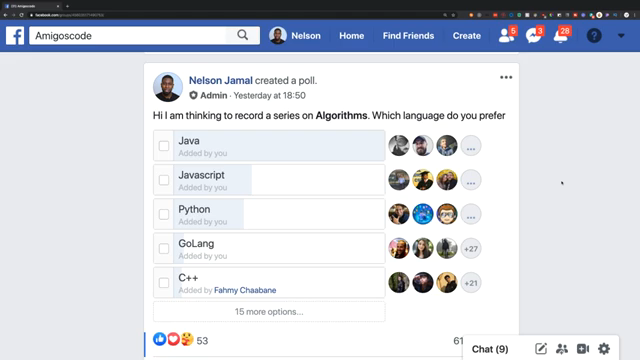 (25) Amigoscode
Amigoscode
Nelson
Home
Find Friends
Create
5
3
28
Nelson Jamal created a poll.
Admin · Yesterday at 18:50
Hi I am thinking to record a series on Algorithms. Which language do you prefer
Java
Added by you
...
Javascript
Added by you
...
Python
Added by you
...
GoLang
Added by you
+27
C++
Added by Fahmy Chaabane
+21
15 more options...
53
61
Chat (9)